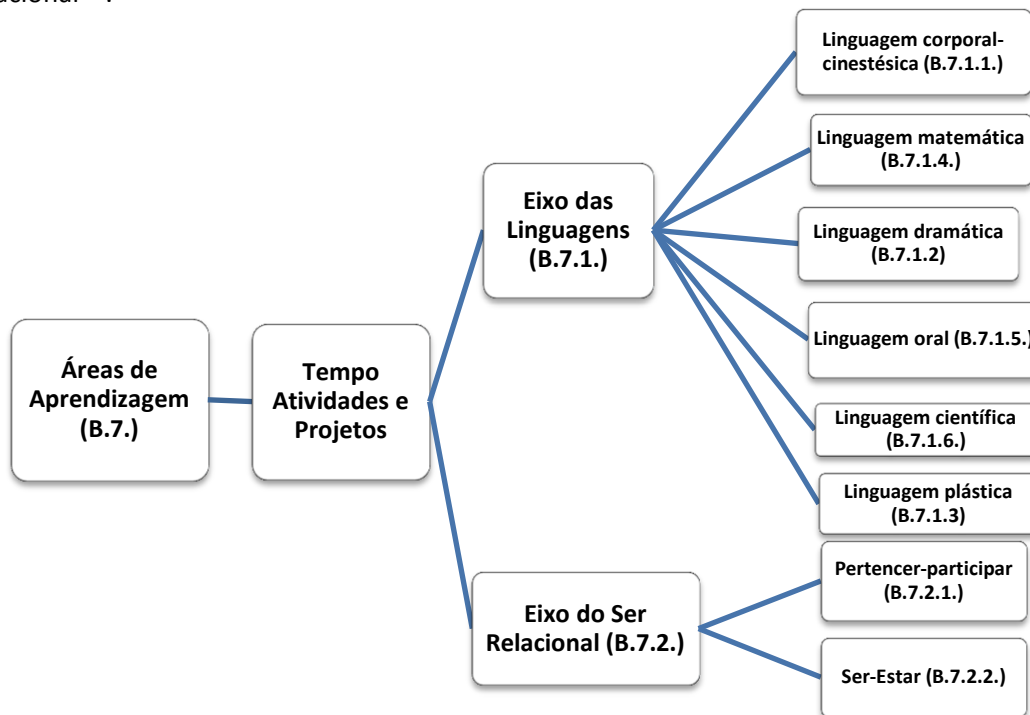 Linguagem corporal-
cinestésica (B.7.1.1.)
Linguagem matemática
(B.7.1.4.)
Eixo das
Linguagens
(B.7.1.)
Linguagem dramática
(B.7.1.2)
Linguagem oral (B.7.1.5.)
Áreas de
Aprendizagem
(B.7.)
Tempo
Atividades e
Projetos
Linguagem científica
(B.7.1.6.)
Linguagem plástica
(B.7.1.3)
Pertencer-participar
(B.7.2.1.)
Eixo do Ser
Relacional (B.7.2.)
Ser-Estar (B.7.2.2.)